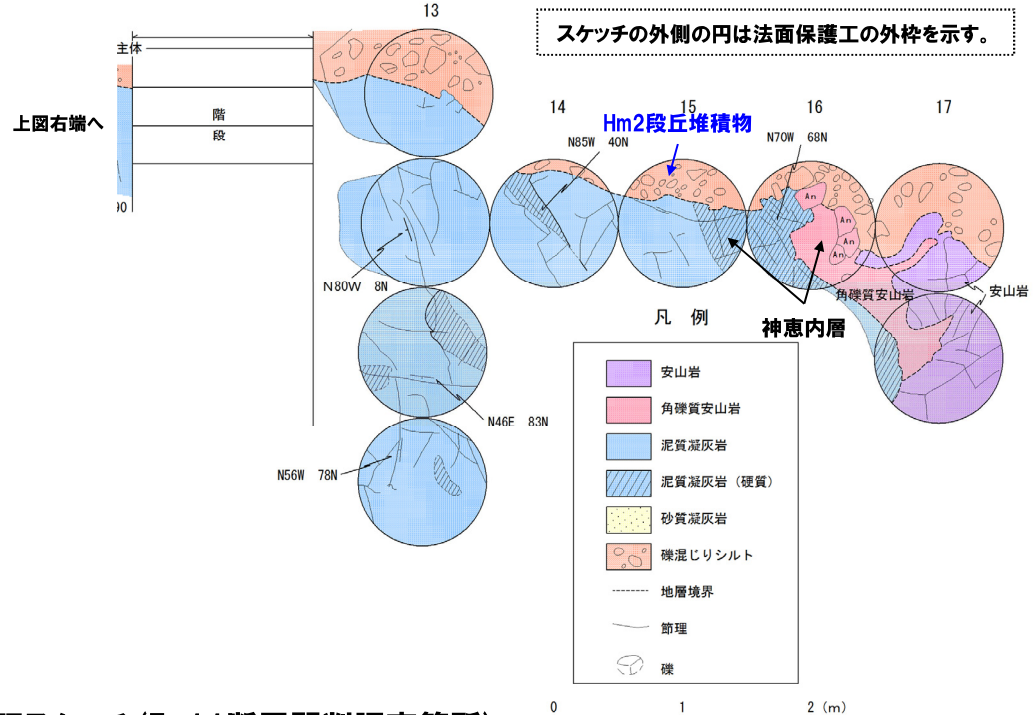 13
スケッチの外側の円は法面保護工の外枠を示す。
主体
上図右端へ
階
段
14
15
16
17
Hm2段丘堆積物
N85W 40N
N70W 68N
An
An
An
An
N80W 8N
角礫質安山岩
安山岩
神恵内層
N46E 83N
N56W 78N
凡 例
安山岩
角礫質安山岩
泥質凝灰岩
泥質凝灰岩（硬質）
砂質凝灰岩
礫混じりシルト
地層境界
節理
礫
0 1 2 (m)